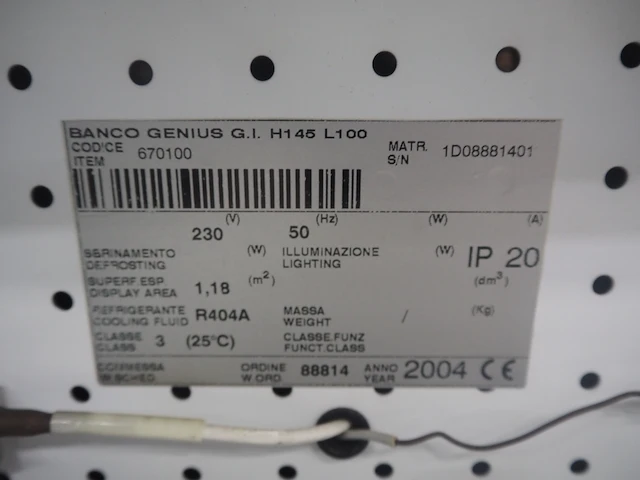 BANCO GENIUS G.I. H145 L100
CODICE ITEM 670100 MATR. S/N 1D08881401
230 (V) 50 (Hz) (W) (A)
SBRINAMENTO DEFROSTING (W) ILLUMINAZIONE LIGHTING (W) IP 20
SUPERF.ESP. DISPLAY AREA 1,18 (m²) (dm³)
REFRIGERANTE COOLING FLUID R404A MASSA WEIGHT / (Kg)
CLASSE CLASS 3 (25°C) CLASSE.FUNZ FUNCT.CLASS
COMMESSA W.SCHED. ORDINE W.ORD 88814 ANNO YEAR 2004 CE